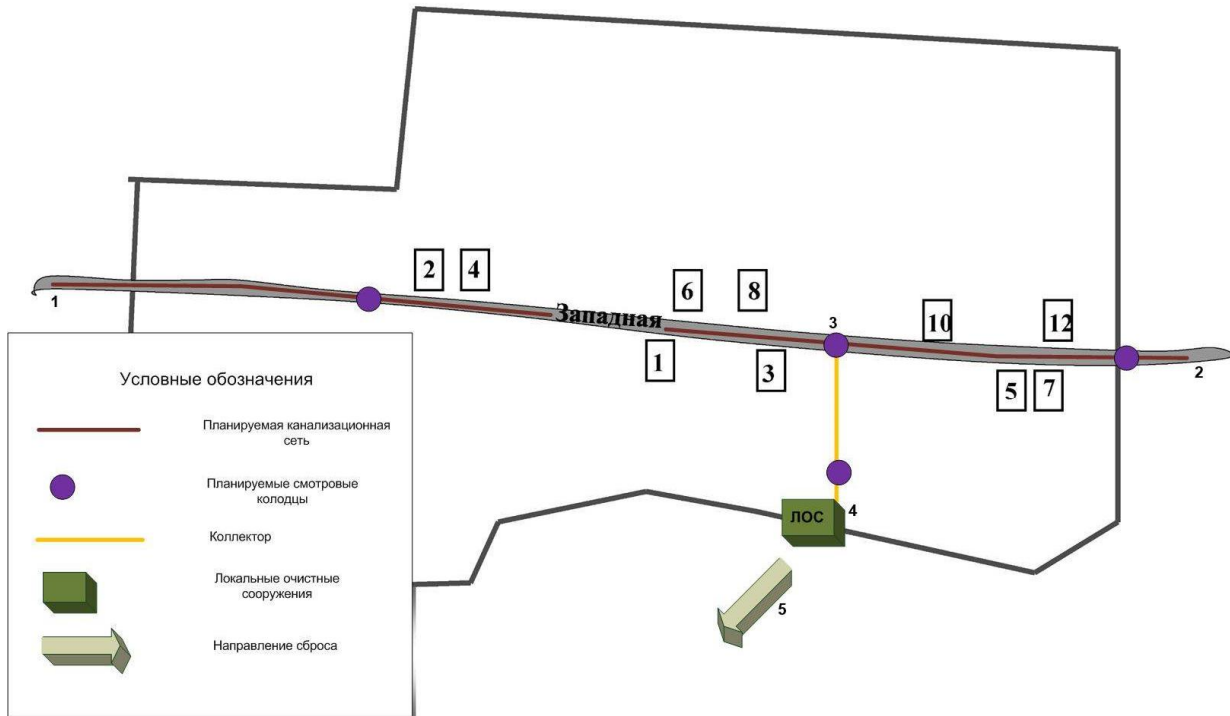 2
4
6
8
1
Западная
3
10
12
1
3
5
7
2
Условные обозначения
Планируемая канализационная
сеть
Планируемые смотровые
колодцы
Коллектор
Локальные очистные
сооружения
Направление сброса
ЛОС
4
5